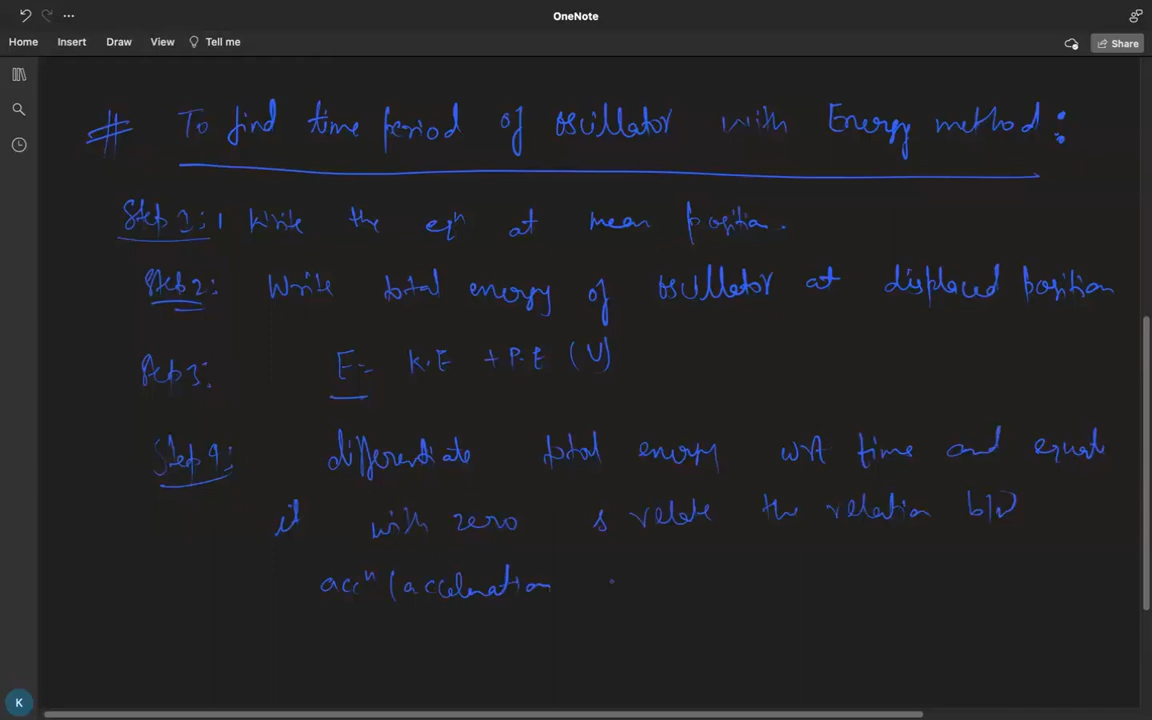 OneNote
Home Insert Draw View Tell me
Share
# To find time period of oscillator with Energy method :
Step 1: Write the eqn at mean position.
Step 2: Write total energy of oscillator at displaced position
Step 3: E = K.E + P.E (V)
Step 4: differentiate total energy wrt time and equate
it with zero s relate the relation b/w
accn (acceleration
K